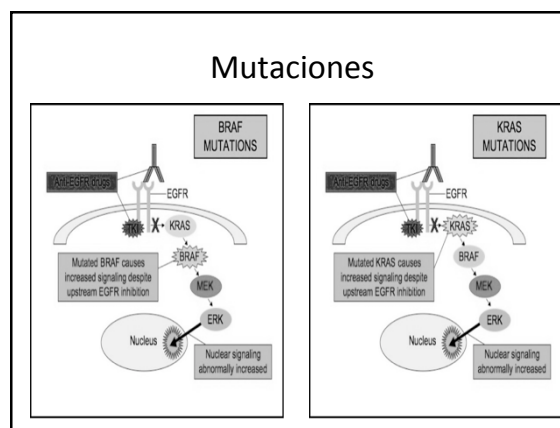 Mutaciones
BRAF
MUTATIONS
Anti-EGFR drugs
EGFR
TKI
X
KRAS
BRAF
Mutated BRAF causes
increased signaling despite
upstream EGFR inhibition
MEK
ERK
Nucleus
Nuclear signaling
abnormally increased
KRAS
MUTATIONS
Anti-EGFR drugs
EGFR
TKI
X
KRAS
Mutated KRAS causes
increased signaling despite
upstream EGFR inhibition
BRAF
MEK
ERK
Nucleus
Nuclear signaling
abnormally increased